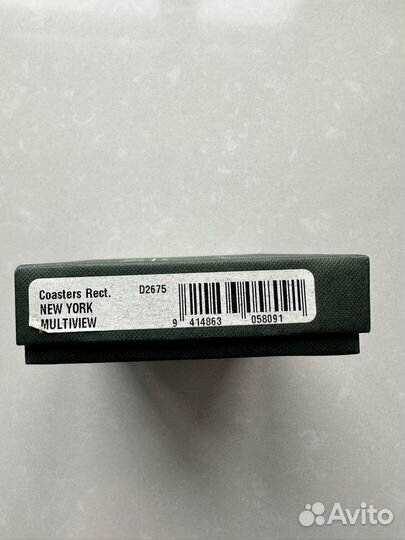 Coasters Rect. D2675
NEW YORK
MULTIVIEW
9 414863 058091
Avito